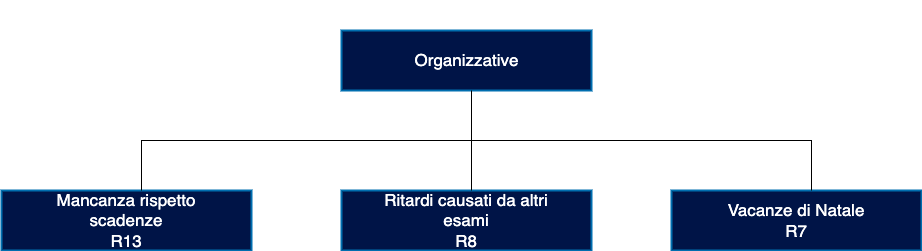 Organizzative
Mancanza rispetto
scadenze
R13
Ritardi causati da altri
esami
R8
Vacanze di Natale
R7